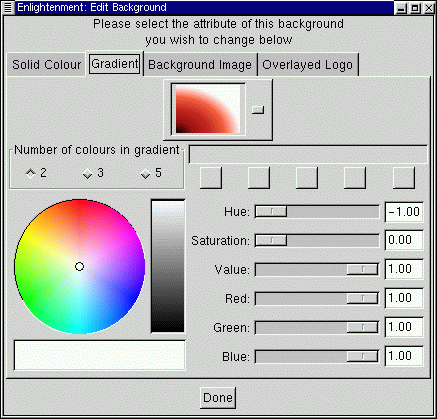 Enlightenment: Edit Background
Please select the attribute of this background
you wish to change below
Solid Colour Gradient Background Image Overlayed Logo
Number of colours in gradient
2 3 5
Hue: -1.00
Saturation: 0.00
Value: 1.00
Red: 1.00
Green: 1.00
Blue: 1.00
Done